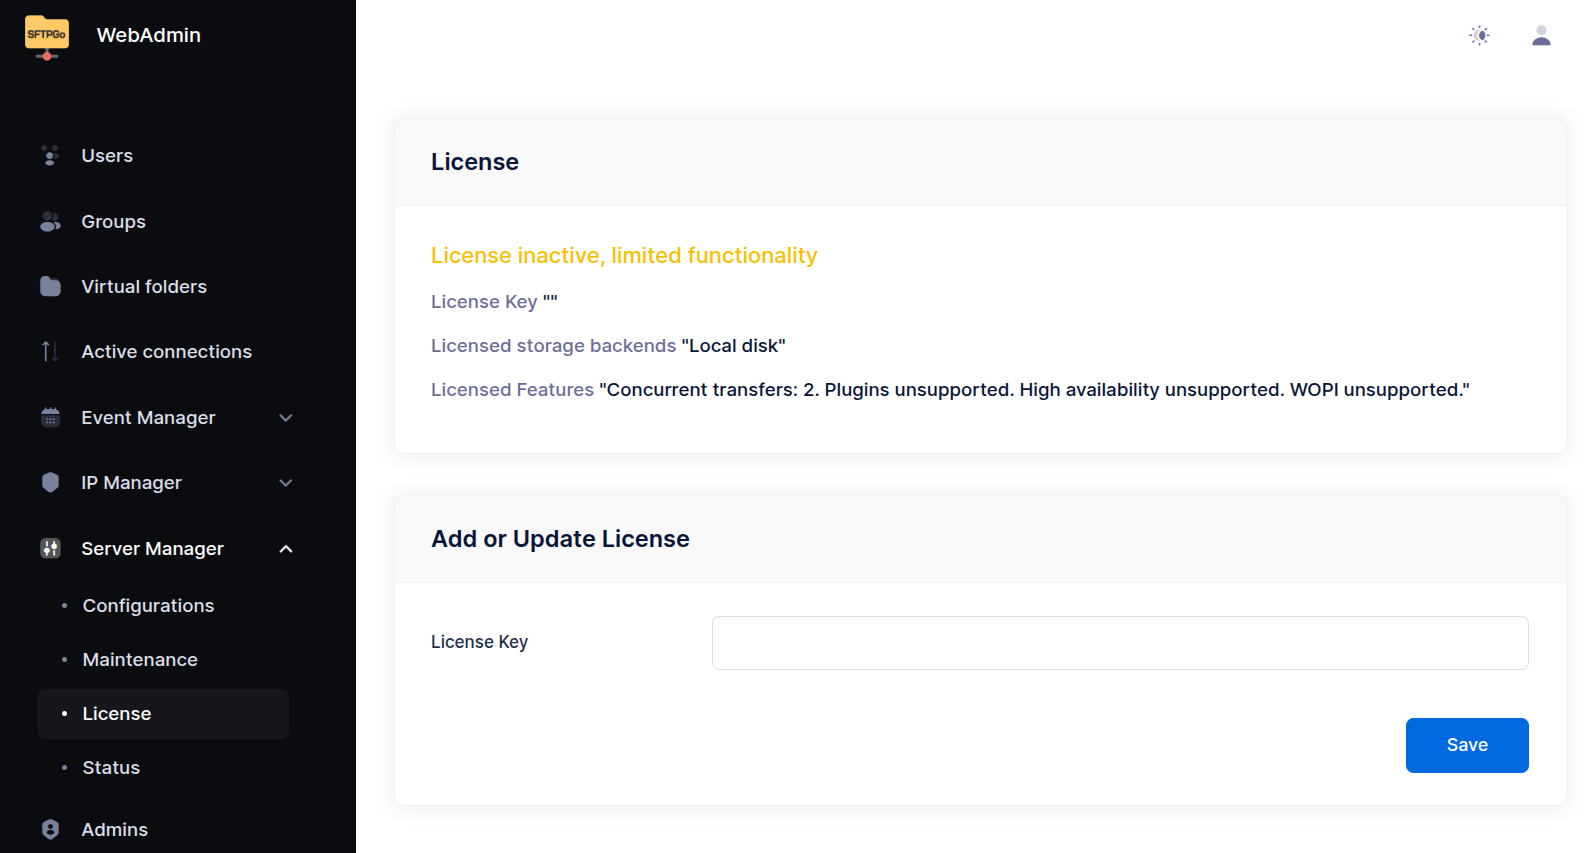 SFTPGo
WebAdmin
Users
Groups
Virtual folders
Active connections
Event Manager
IP Manager
Server Manager
Configurations
Maintenance
License
Status
Admins
License
License inactive, limited functionality
License Key ""
Licensed storage backends "Local disk"
Licensed Features "Concurrent transfers: 2. Plugins unsupported. High availability unsupported. WOPI unsupported."
Add or Update License
License Key
Save